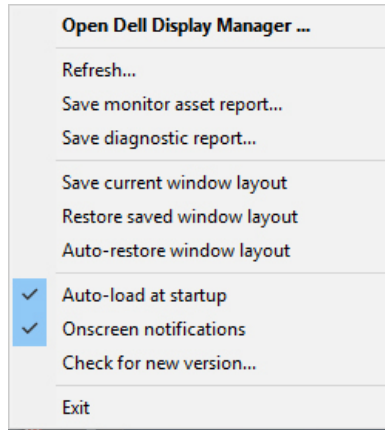 Open Dell Display Manager ...
Refresh...
Save monitor asset report...
Save diagnostic report...
Save current window layout
Restore saved window layout
Auto-restore window layout
Auto-load at startup
Onscreen notifications
Check for new version...
Exit